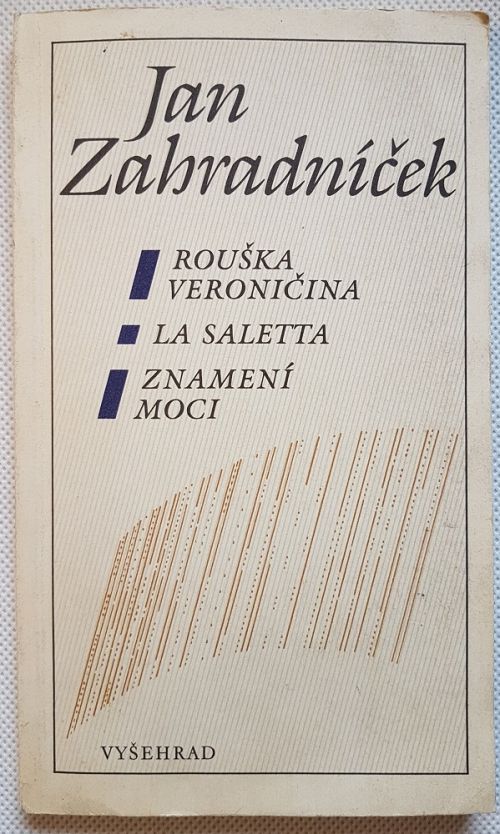 Jan
Zahradníček
ROUŠKA
VERONIČINA
LA SALETTA
ZNAMENÍ
MOCI
VYŠEHRAD